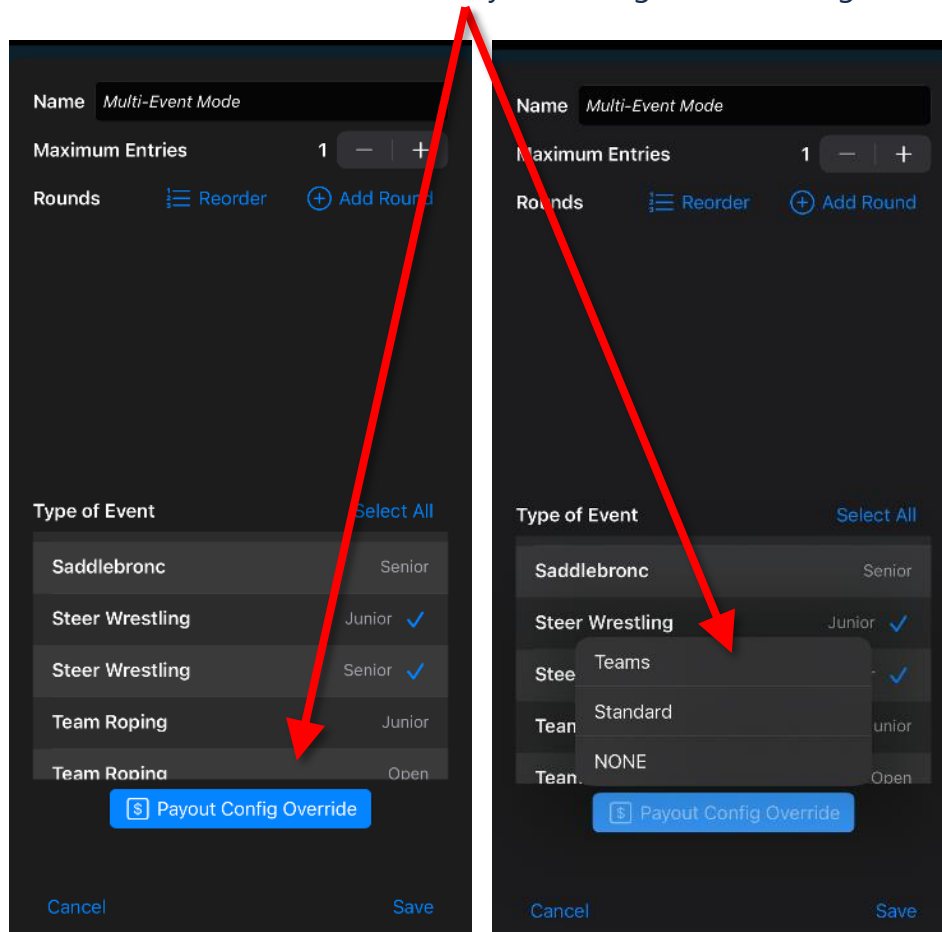 Name Multi-Event Mode
Maximum Entries 1
Rounds Reorder Add Round
Type of Event Select All
Saddlebronc Senior
Steer Wrestling Junior
Steer Wrestling Senior
Team Roping Junior
Team Roping Open
$ Payout Config Override
Cancel Save
Name Multi-Event Mode
Maximum Entries 1
Rounds Reorder Add Round
Type of Event Select All
Saddlebronc Senior
Steer Wrestling Junior
Teams
Standard
NONE
$ Payout Config Override
Cancel Save